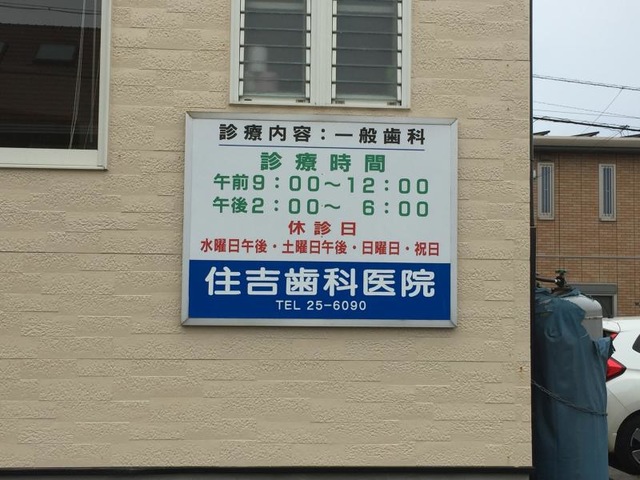 診療内容：一般歯科
診療時間
午前9：00〜12：00
午後2：00〜 6：00
休診日
水曜日午後・土曜日午後・日曜日・祝日
住吉歯科医院
TEL 25-6090